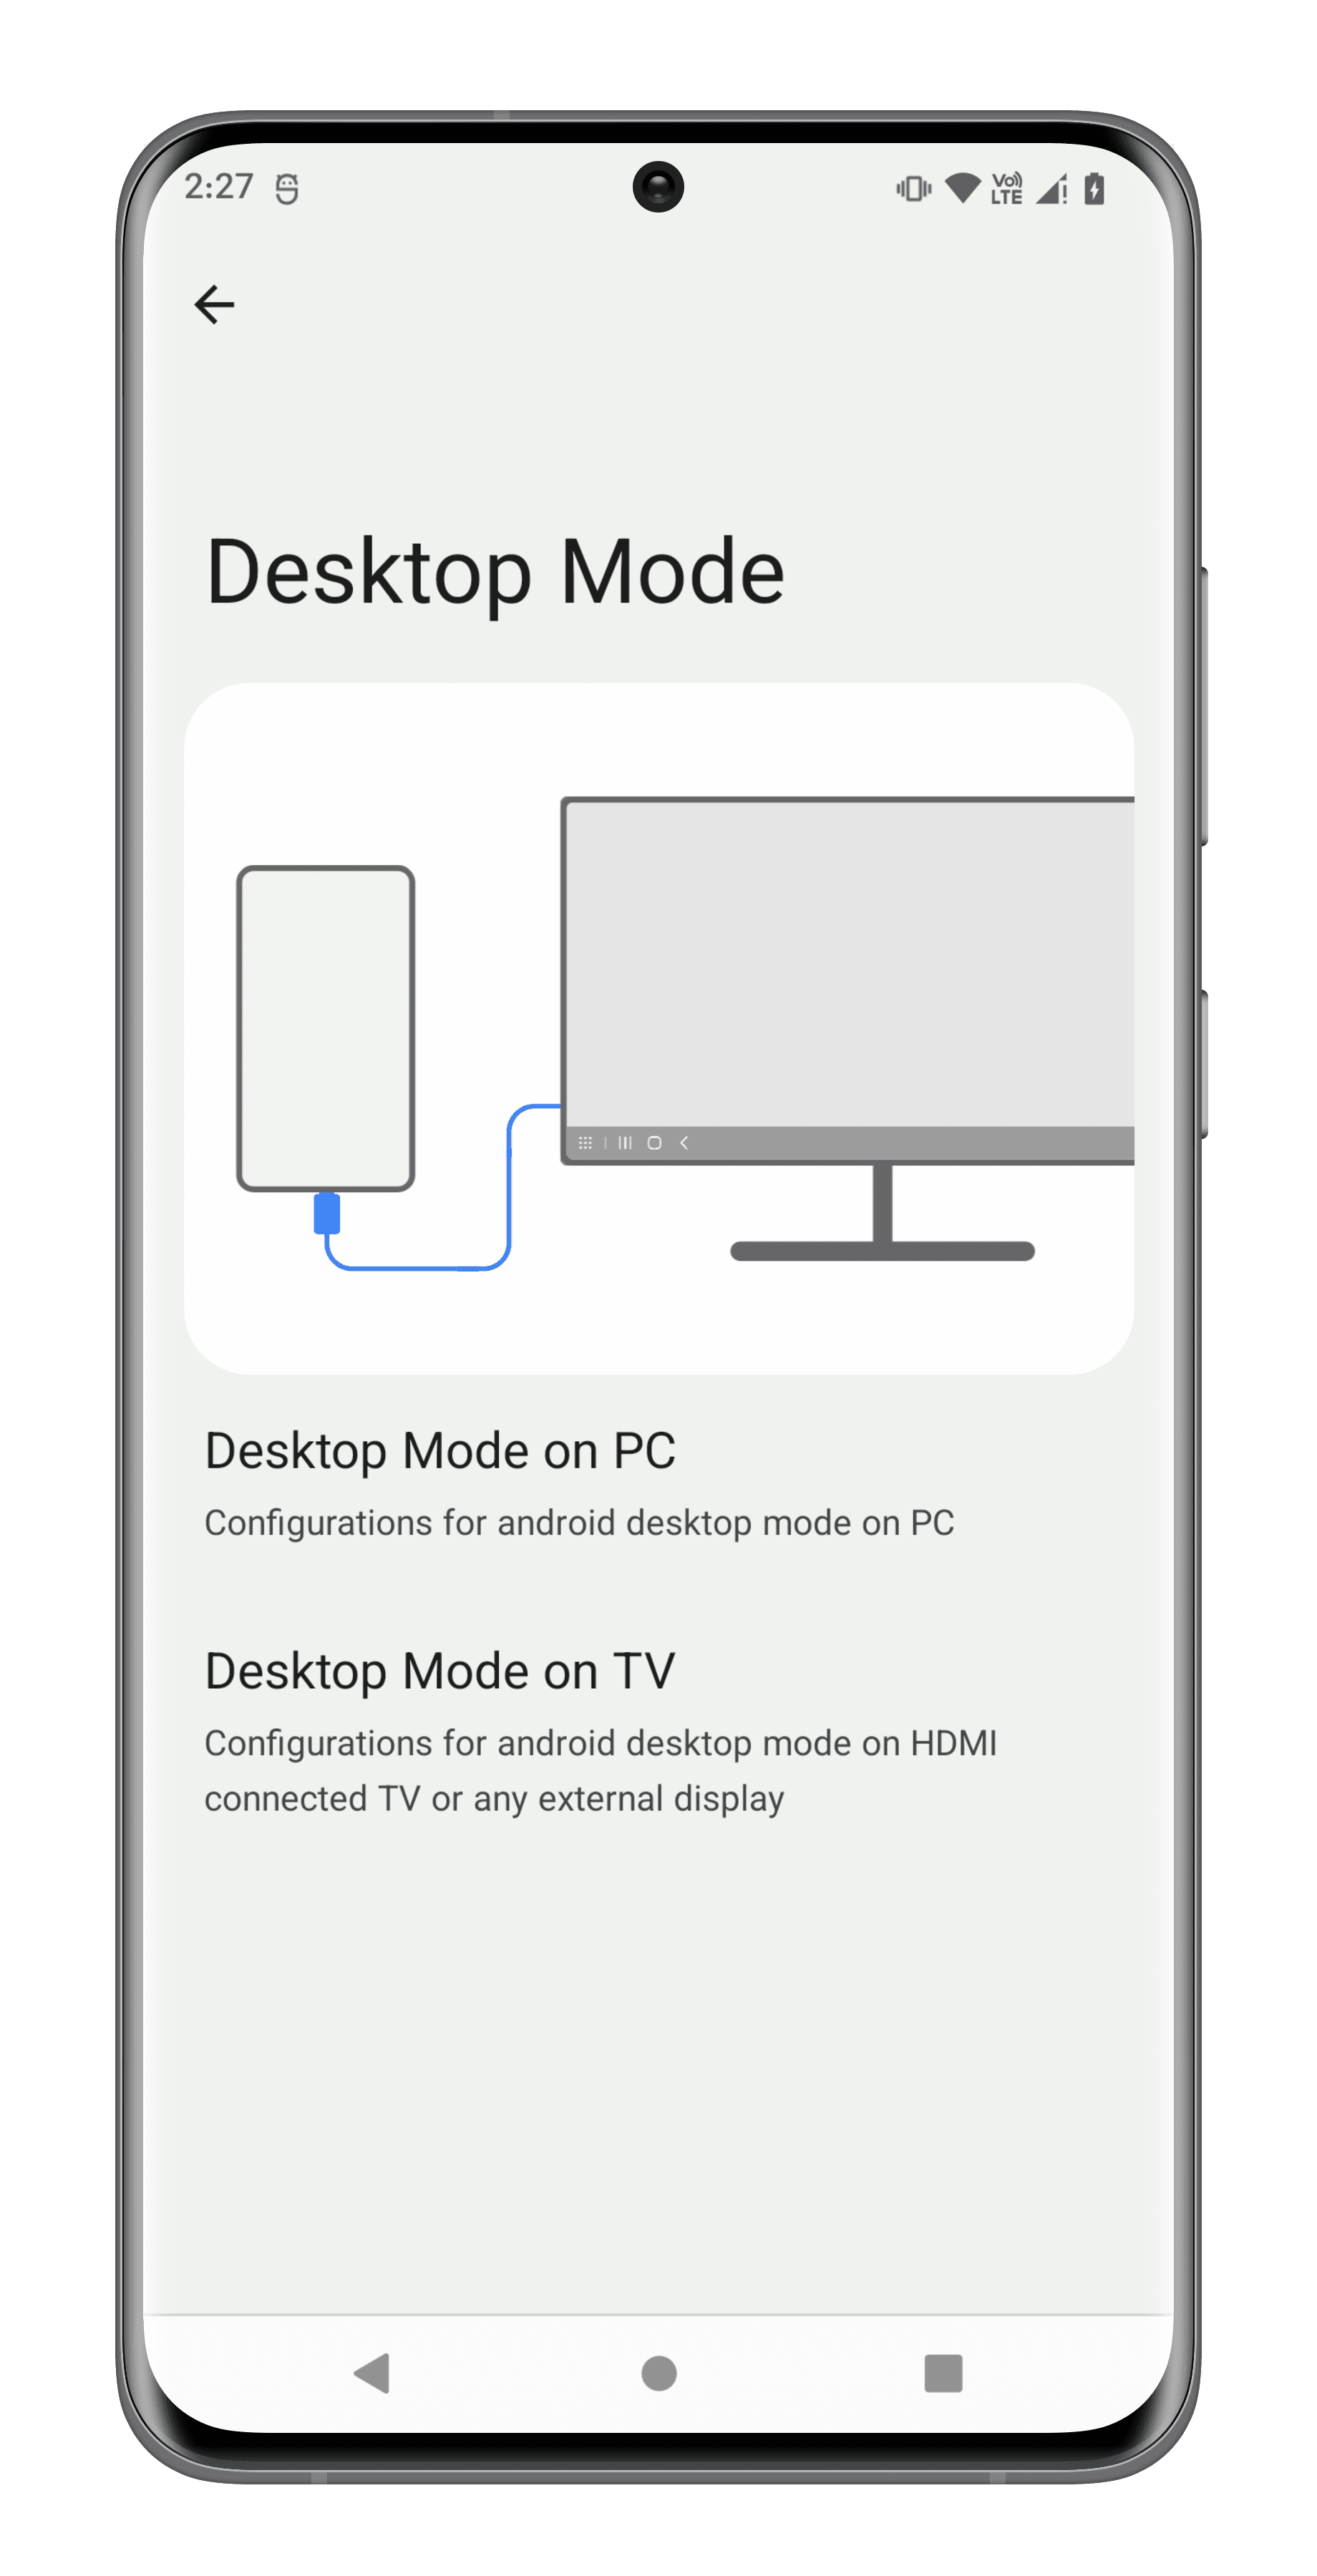 2:27
Vo)) LTE
Desktop Mode
Desktop Mode on PC
Configurations for android desktop mode on PC
Desktop Mode on TV
Configurations for android desktop mode on HDMI
connected TV or any external display